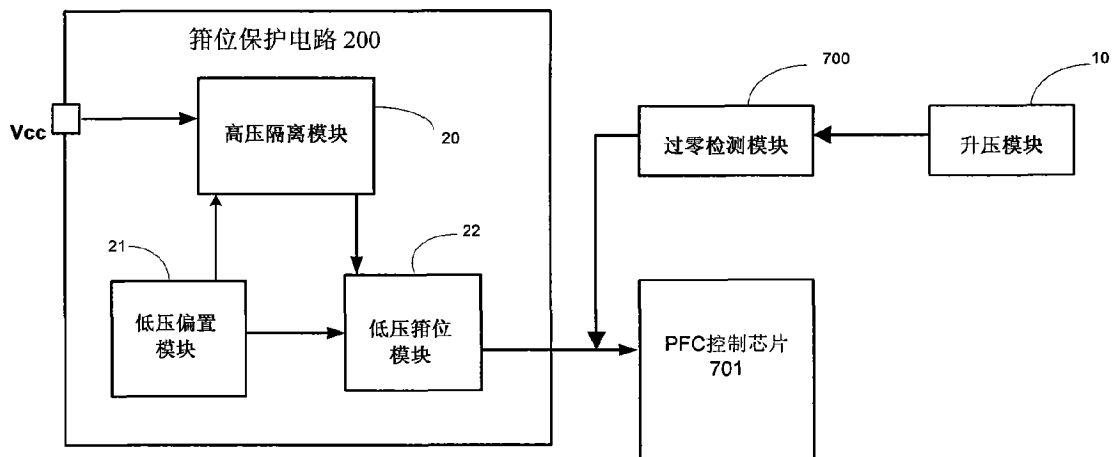 箝位保护电路 200
Vcc
高压隔离模块
20
21
低压偏置
模块
22
低压箝位
模块
700
过零检测模块
10
升压模块
PFC控制芯片
701